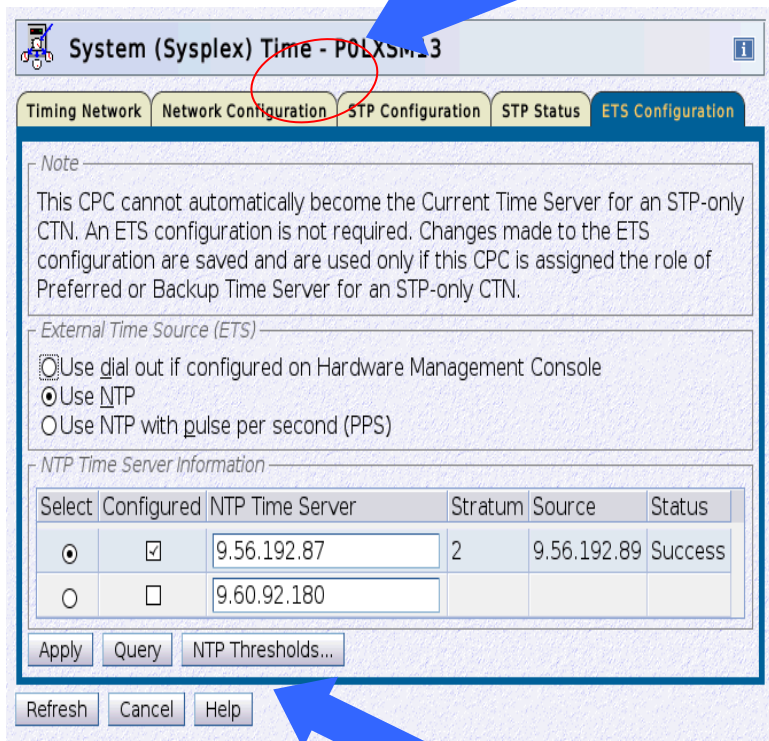 System (Sysplex) Time - P0LXSM13
Timing Network Network Configuration STP Configuration STP Status ETS Configuration
Note
This CPC cannot automatically become the Current Time Server for an STP-only
CTN. An ETS configuration is not required. Changes made to the ETS
configuration are saved and are used only if this CPC is assigned the role of
Preferred or Backup Time Server for an STP-only CTN.
External Time Source (ETS)
Use dial out if configured on Hardware Management Console
Use NTP
Use NTP with pulse per second (PPS)
NTP Time Server Information
Select Configured NTP Time Server Stratum Source Status
9.56.192.87 2 9.56.192.89 Success
9.60.92.180
Apply Query NTP Thresholds...
Refresh Cancel Help